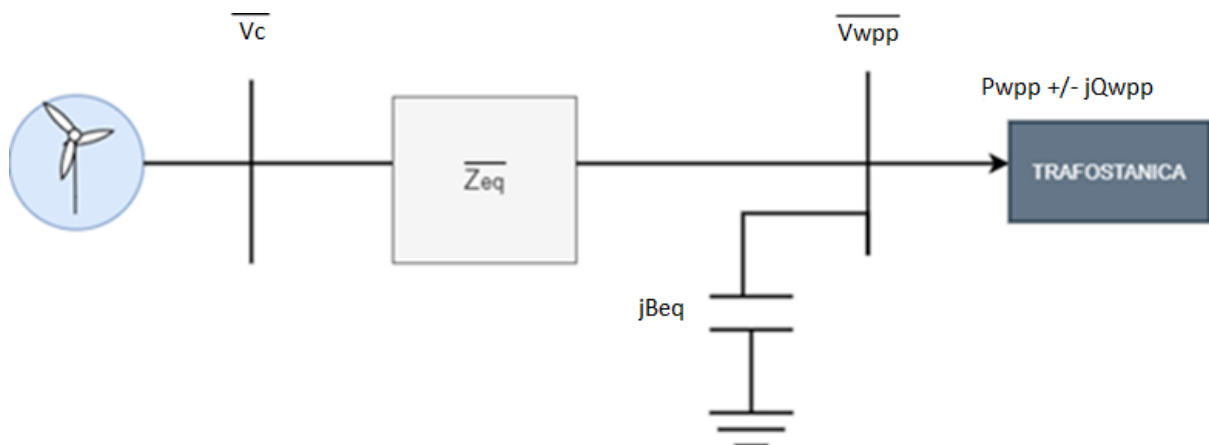 Vc
Vwpp
Pwpp +/- jQwpp
Zeq
TRAFOSTANICA
jBeq